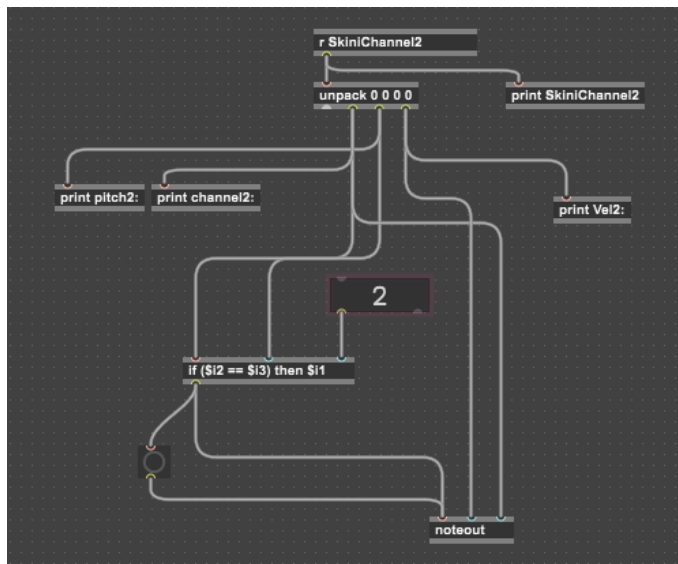 r SkiniChannel2
unpack 0 0 0 0
print SkiniChannel2
print pitch2:
print channel2:
print Vel2:
2
if ($i2 == $i3) then $i1
noteout